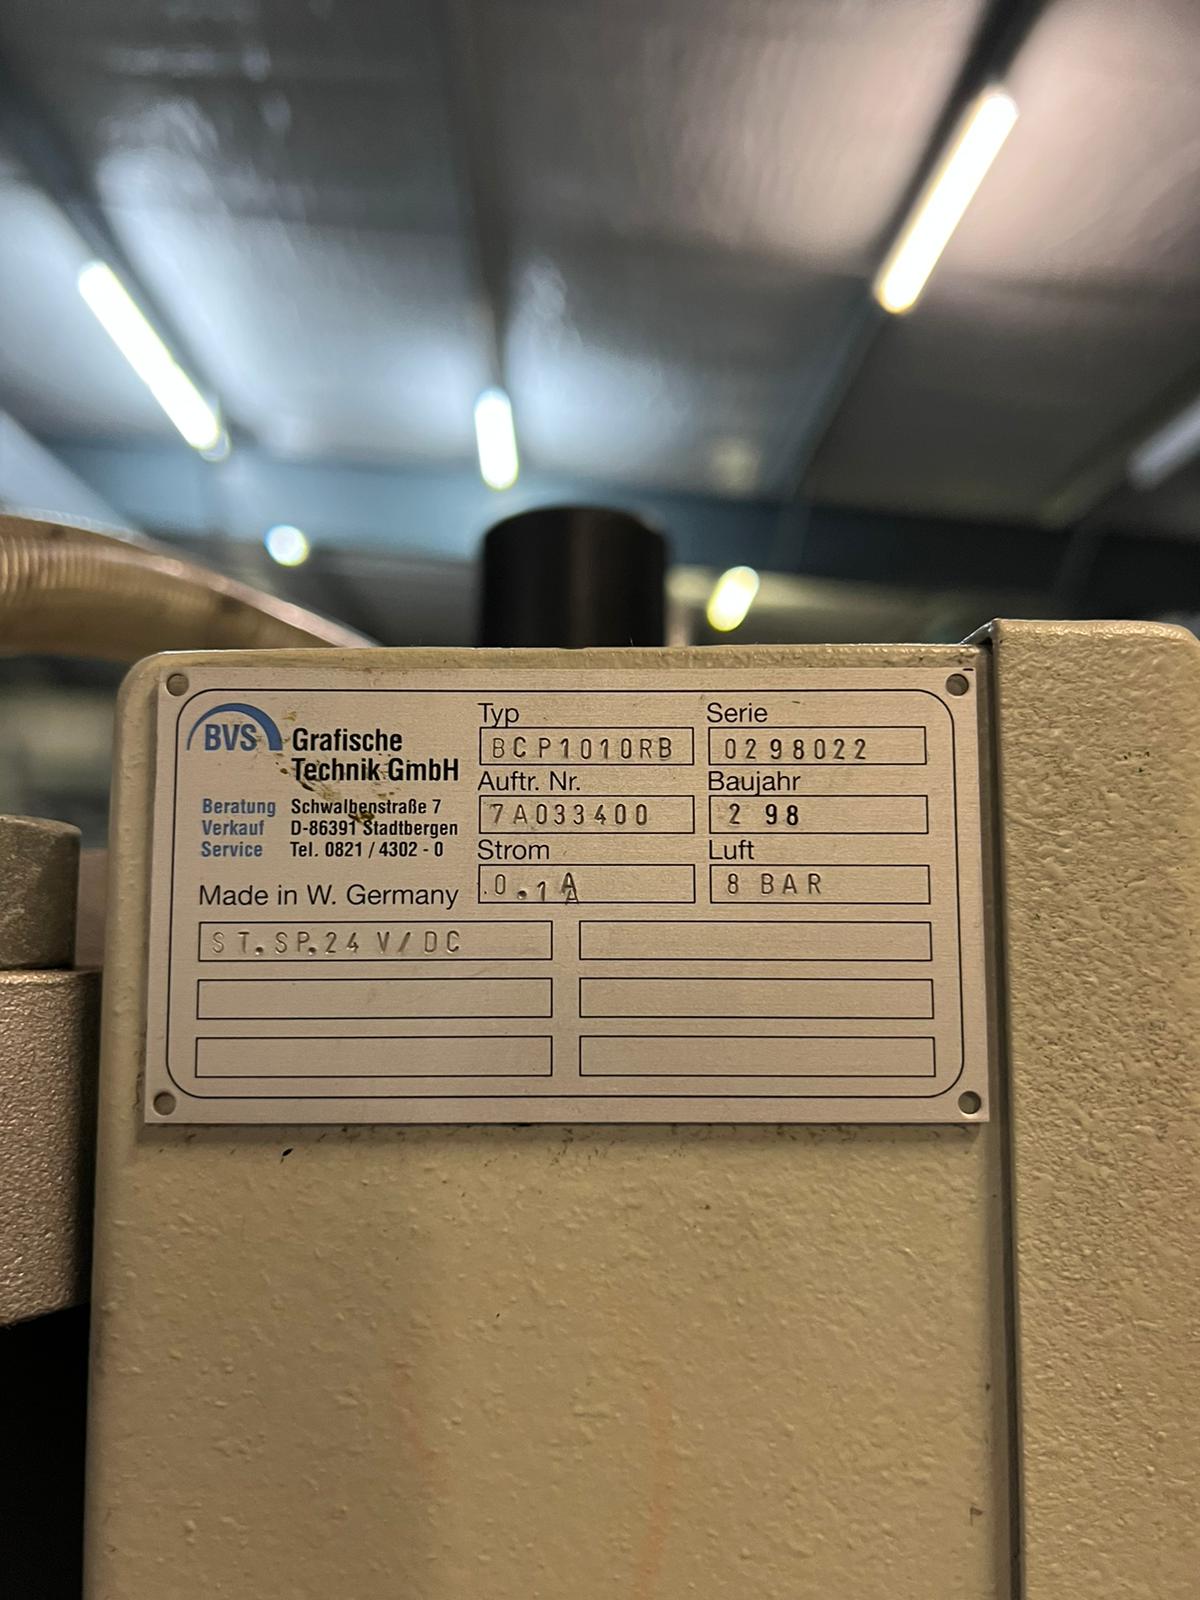 BVS Grafische
Technik GmbH
Beratung Schwalbenstraße 7
Verkauf D-86391 Stadtbergen
Service Tel. 0821 / 4302 - 0
Made in W. Germany
Typ
BCP1010RB
Serie
0298022
Auftr. Nr.
7A033400
Baujahr
2 98
Strom
0.1A
Luft
8 BAR
ST.SP.24 V/DC